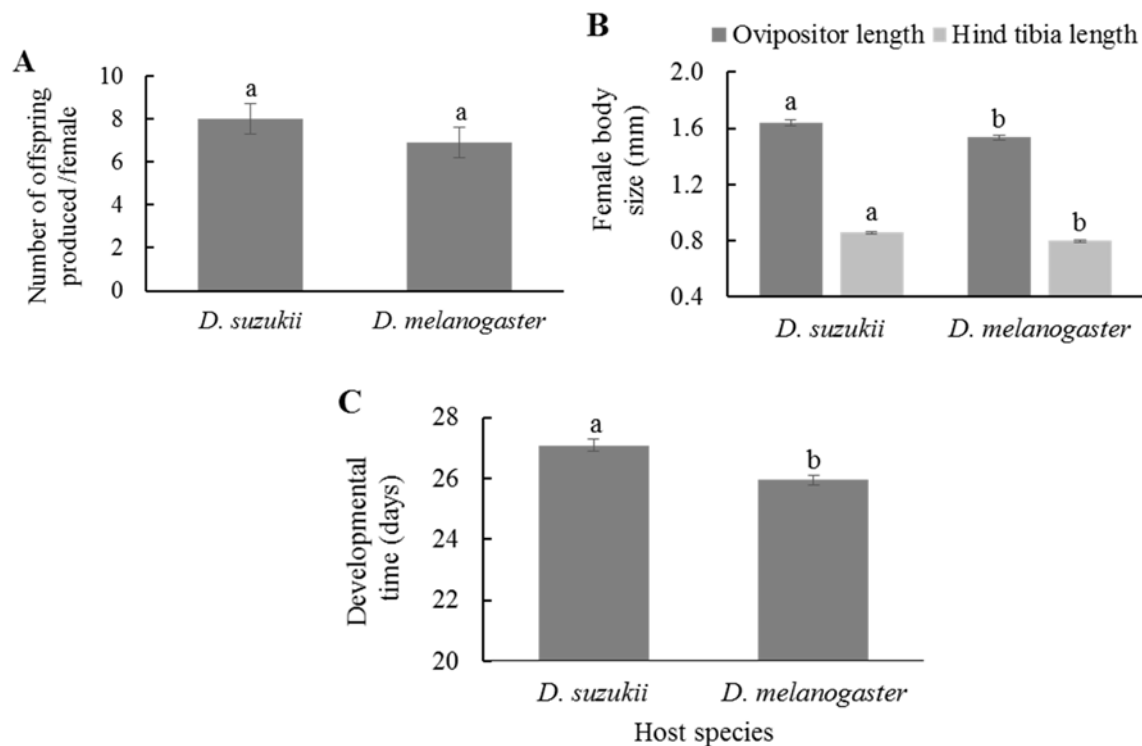 A
Number of offspring
produced /female
10
8
6
4
2
0
a
a
D. suzukii
D. melanogaster
B
Ovipositor length
Hind tibia length
Female body
size (mm)
2.0
1.6
1.2
0.8
0.4
a
a
b
b
D. suzukii
D. melanogaster
C
Developmental
time (days)
28
26
24
22
20
a
b
D. suzukii
D. melanogaster
Host species